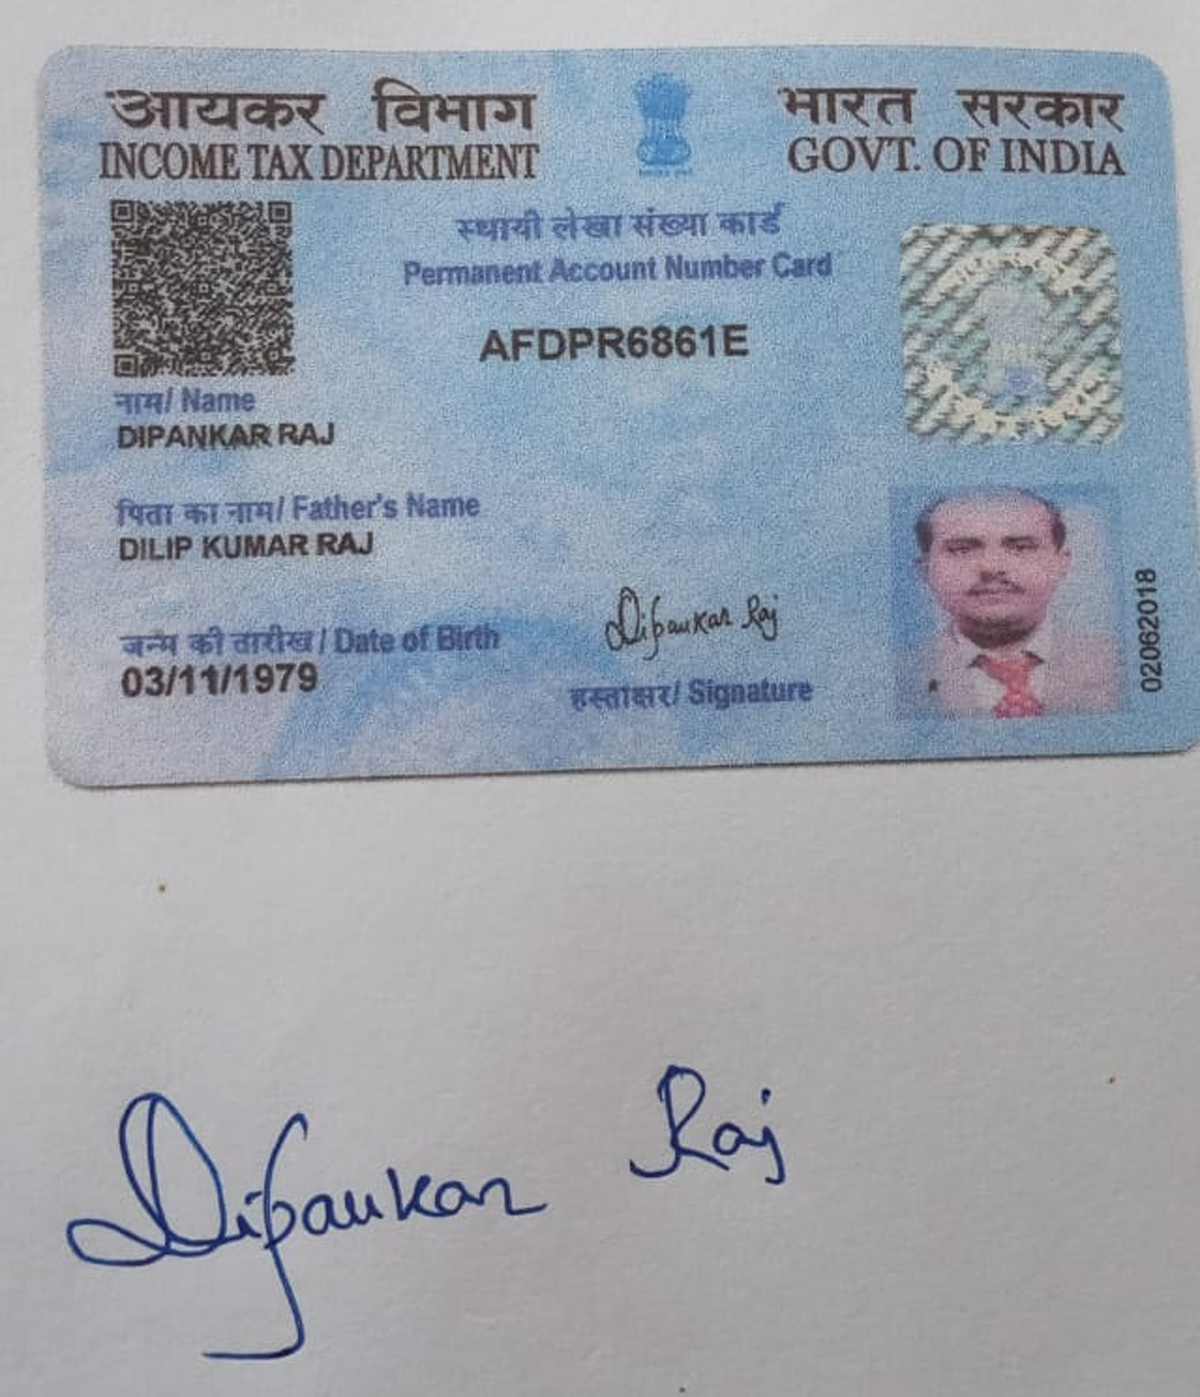 आयकर विभाग भारत सरकार
INCOME TAX DEPARTMENT GOVT. OF INDIA
स्थायी लेखा संख्या कार्ड
Permanent Account Number Card
AFDPR6861E
नाम/ Name
DIPANKAR RAJ
पिता का नाम/ Father's Name
DILIP KUMAR RAJ
जन्म की तारीख/ Date of Birth
03/11/1979
Dipankar Raj
हस्ताक्षर/ Signature
02062018
Dipankar Raj